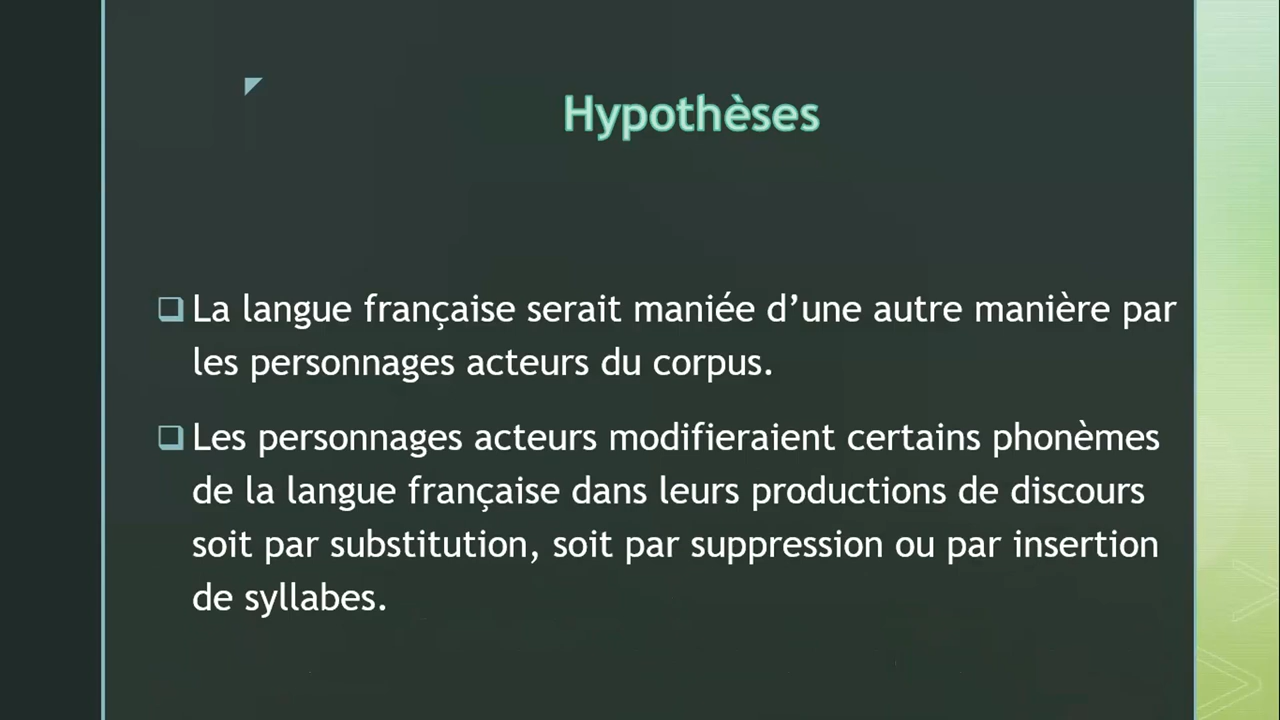 Hypothèses
La langue française serait maniée d’une autre manière par
les personnages acteurs du corpus.
Les personnages acteurs modifieraient certains phonèmes
de la langue française dans leurs productions de discours
soit par substitution, soit par suppression ou par insertion
de syllabes.